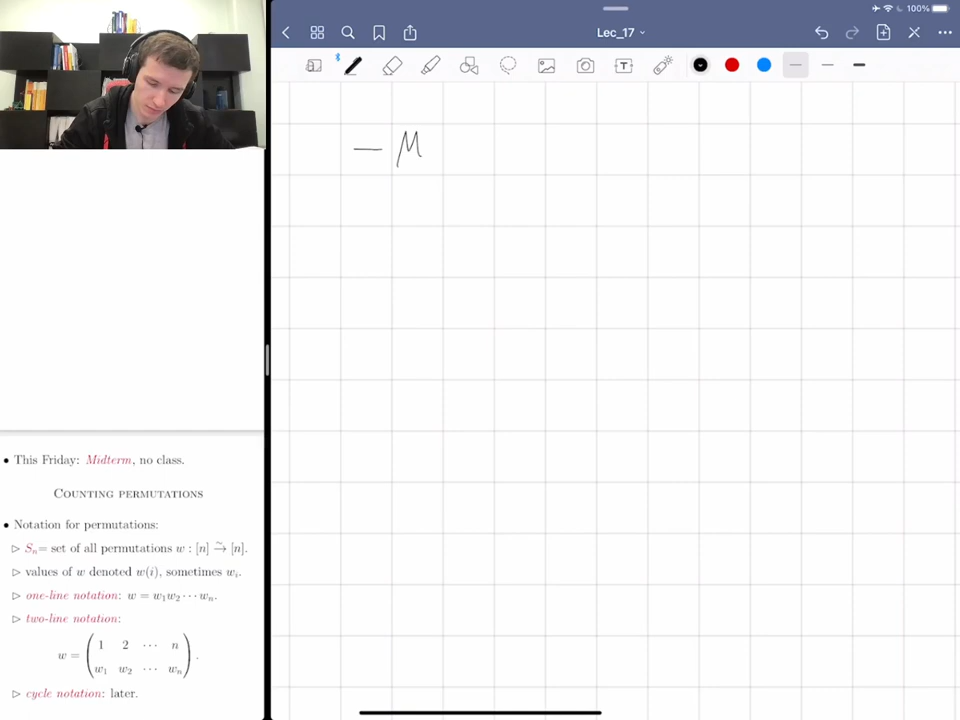 100%
Lec_17
T
— M
• This Friday: Midterm, no class.
COUNTING PERMUTATIONS
• Notation for permutations:
▷ Sₙ= set of all permutations w : [n] ⥲ [n].
▷ values of w denoted w(i), sometimes wᵢ.
▷ one-line notation: w = w₁w₂ ⋯ wₙ.
▷ two-line notation:
w = ( 1 2 ⋯ n
w₁ w₂ ⋯ wₙ ) .
▷ cycle notation: later.